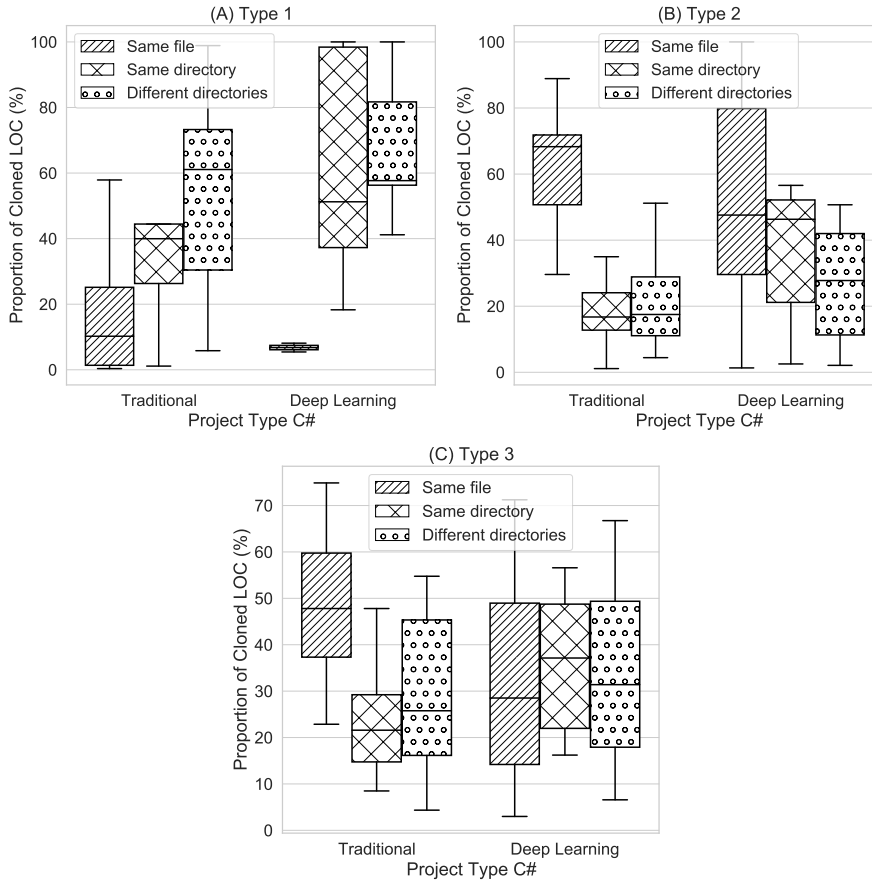 (A) Type 1
Proportion of Cloned LOC (%)
100
80
60
40
20
0
Same file
Same directory
Different directories
Traditional
Deep Learning
Project Type C#
(B) Type 2
Proportion of Cloned LOC (%)
100
80
60
40
20
0
Same file
Same directory
Different directories
Traditional
Deep Learning
Project Type C#
(C) Type 3
Proportion of Cloned LOC (%)
70
60
50
40
30
20
10
0
Same file
Same directory
Different directories
Traditional
Deep Learning
Project Type C#